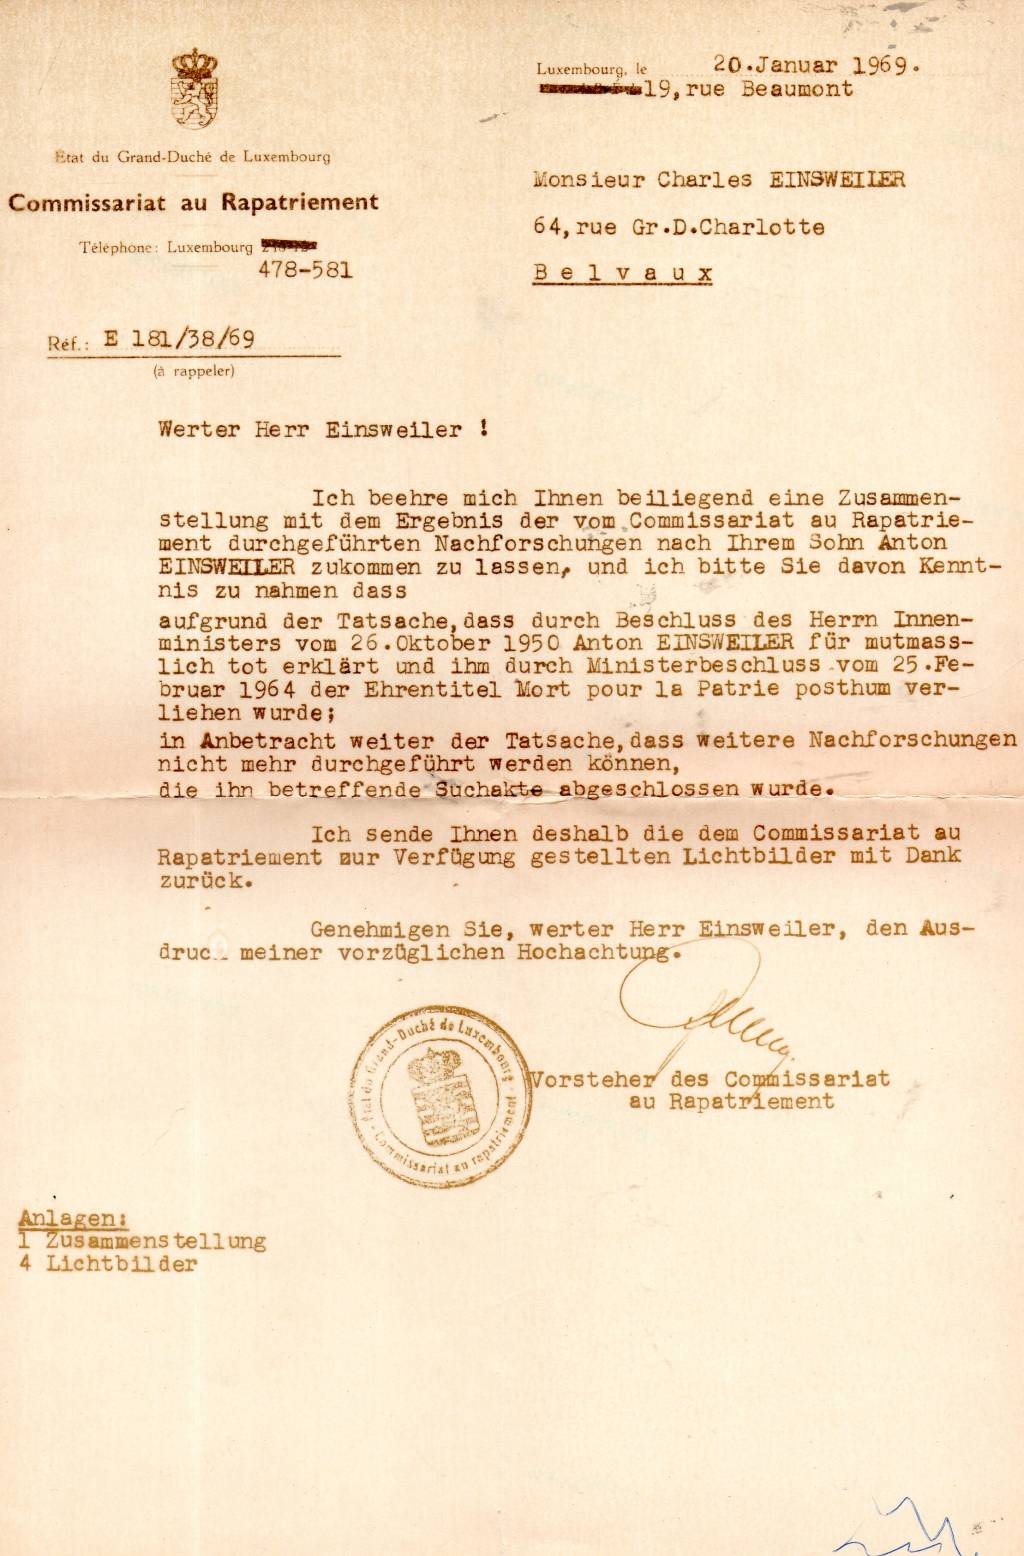 Luxembourg, le 20.Januar 1969.
19,rue Beaumont
Etat du Grand-Duché de Luxembourg
Commissariat au Rapatriement
Téléphone: Luxembourg
478-581
Monsieur Charles EINSWEILER
64,rue Gr.D.Charlotte
Belvaux
Réf.: E 181/38/69
(à rappeler)
Werter Herr Einsweiler !
Ich beehre mich Ihnen beiliegend eine Zusammen-
stellung mit dem Ergebnis der vom Commissariat au Rapatrie-
ment durchgeführten Nachforschungen nach Ihrem Sohn Anton
EINSWEILER zukommen zu lassen, und ich bitte Sie davon Kennt-
nis zu nahmen dass
aufgrund der Tatsache,dass durch Beschluss des Herrn Innen-
ministers vom 26.Oktober 1950 Anton EINSWEILER für mutmass-
lich tot erklärt und ihm durch Ministerbeschluss vom 25.Fe-
bruar 1964 der Ehrentitel Mort pour la Patrie posthum ver-
liehen wurde;
in Anbetracht weiter der Tatsache,dass weitere Nachforschungen
nicht mehr durchgeführt werden können,
die ihn betreffende Suchakte abgeschlossen wurde.
Ich sende Ihnen deshalb die dem Commissariat au
Rapatriement zur Verfügung gestellten Lichtbilder mit Dank
zurück.
Genehmigen Sie, werter Herr Einsweiler, den Aus-
druck meiner vorzüglichen Hochachtung.
Etat du Grand-Duché de Luxembourg
Commissariat au rapatriement
Vorsteher des Commissariat
au Rapatriement
Anlagen:
1 Zusammenstellung
4 Lichtbilder